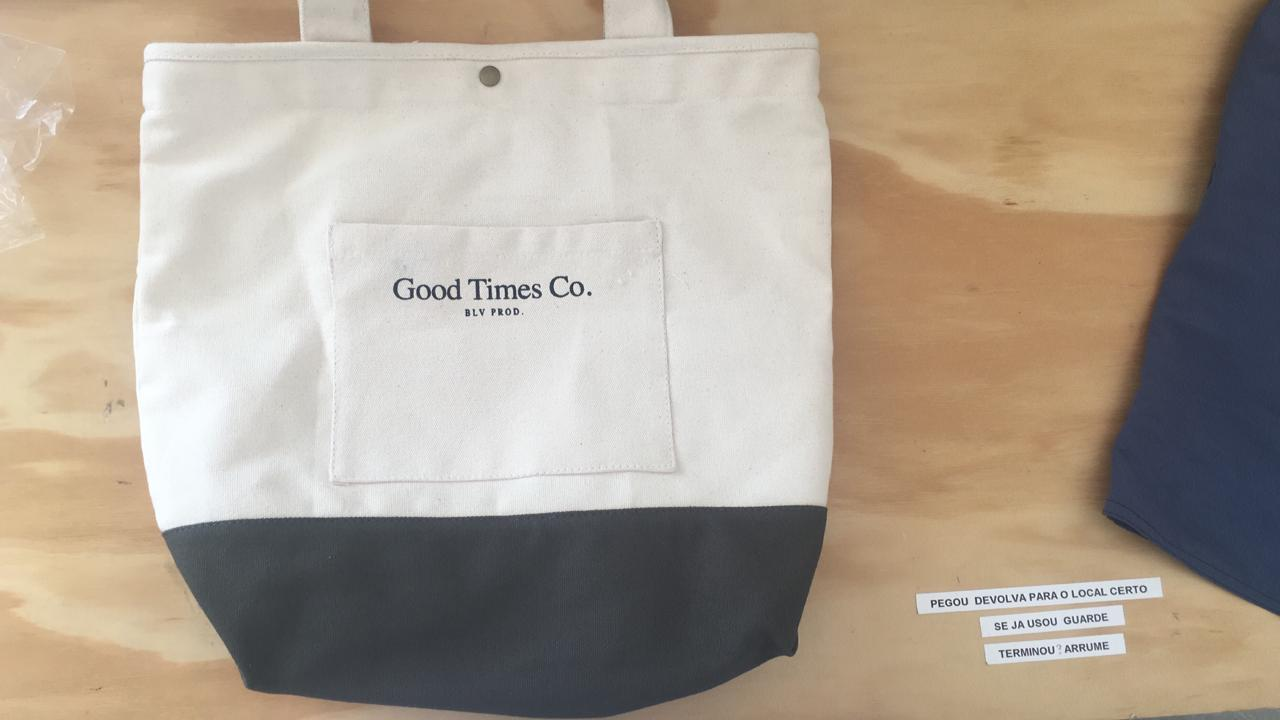 Good Times Co.
BLV PROD.
PEGOU DEVOLVA PARA O LOCAL CERTO
SE JA USOU GUARDE
TERMINOU? ARRUME